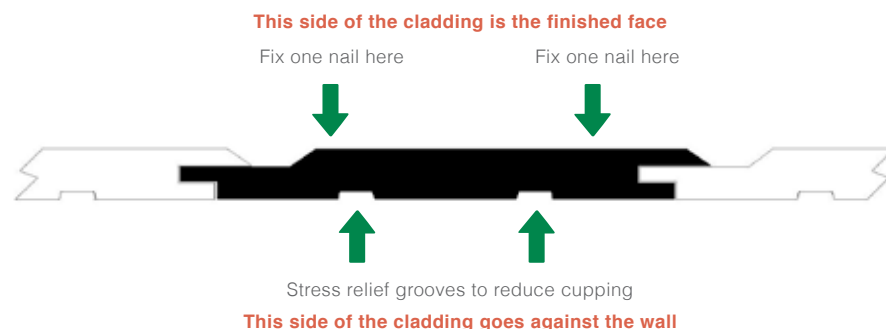 This side of the cladding is the finished face
Fix one nail here
Fix one nail here
Stress relief grooves to reduce cupping
This side of the cladding goes against the wall